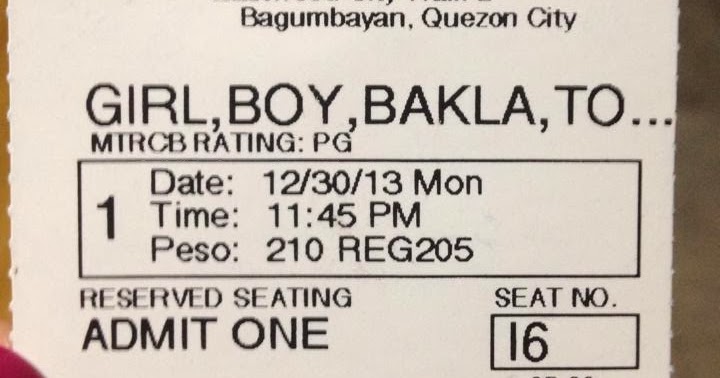 Bagumbayan, Quezon City
GIRL,BOY,BAKLA,TO...
MTRCB RATING: PG
1
Date: 12/30/13 Mon
Time: 11:45 PM
Peso: 210 REG205
RESERVED SEATING
SEAT NO.
ADMIT ONE
I6